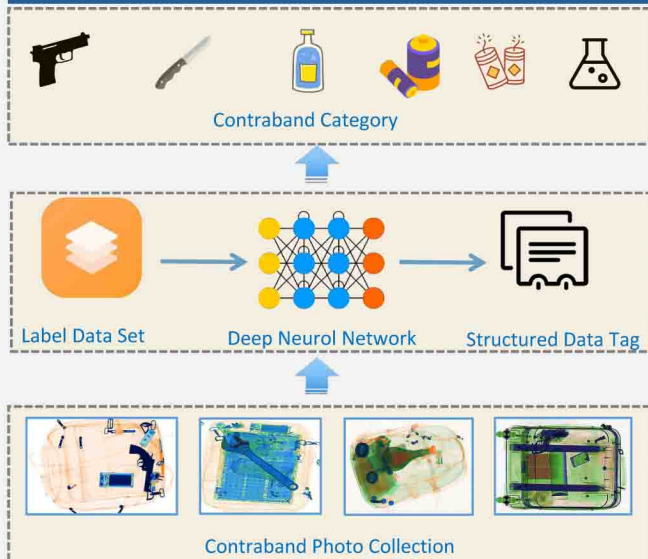 Contraband Category
Label Data Set
Deep Neurol Network
Structured Data Tag
Contraband Photo Collection